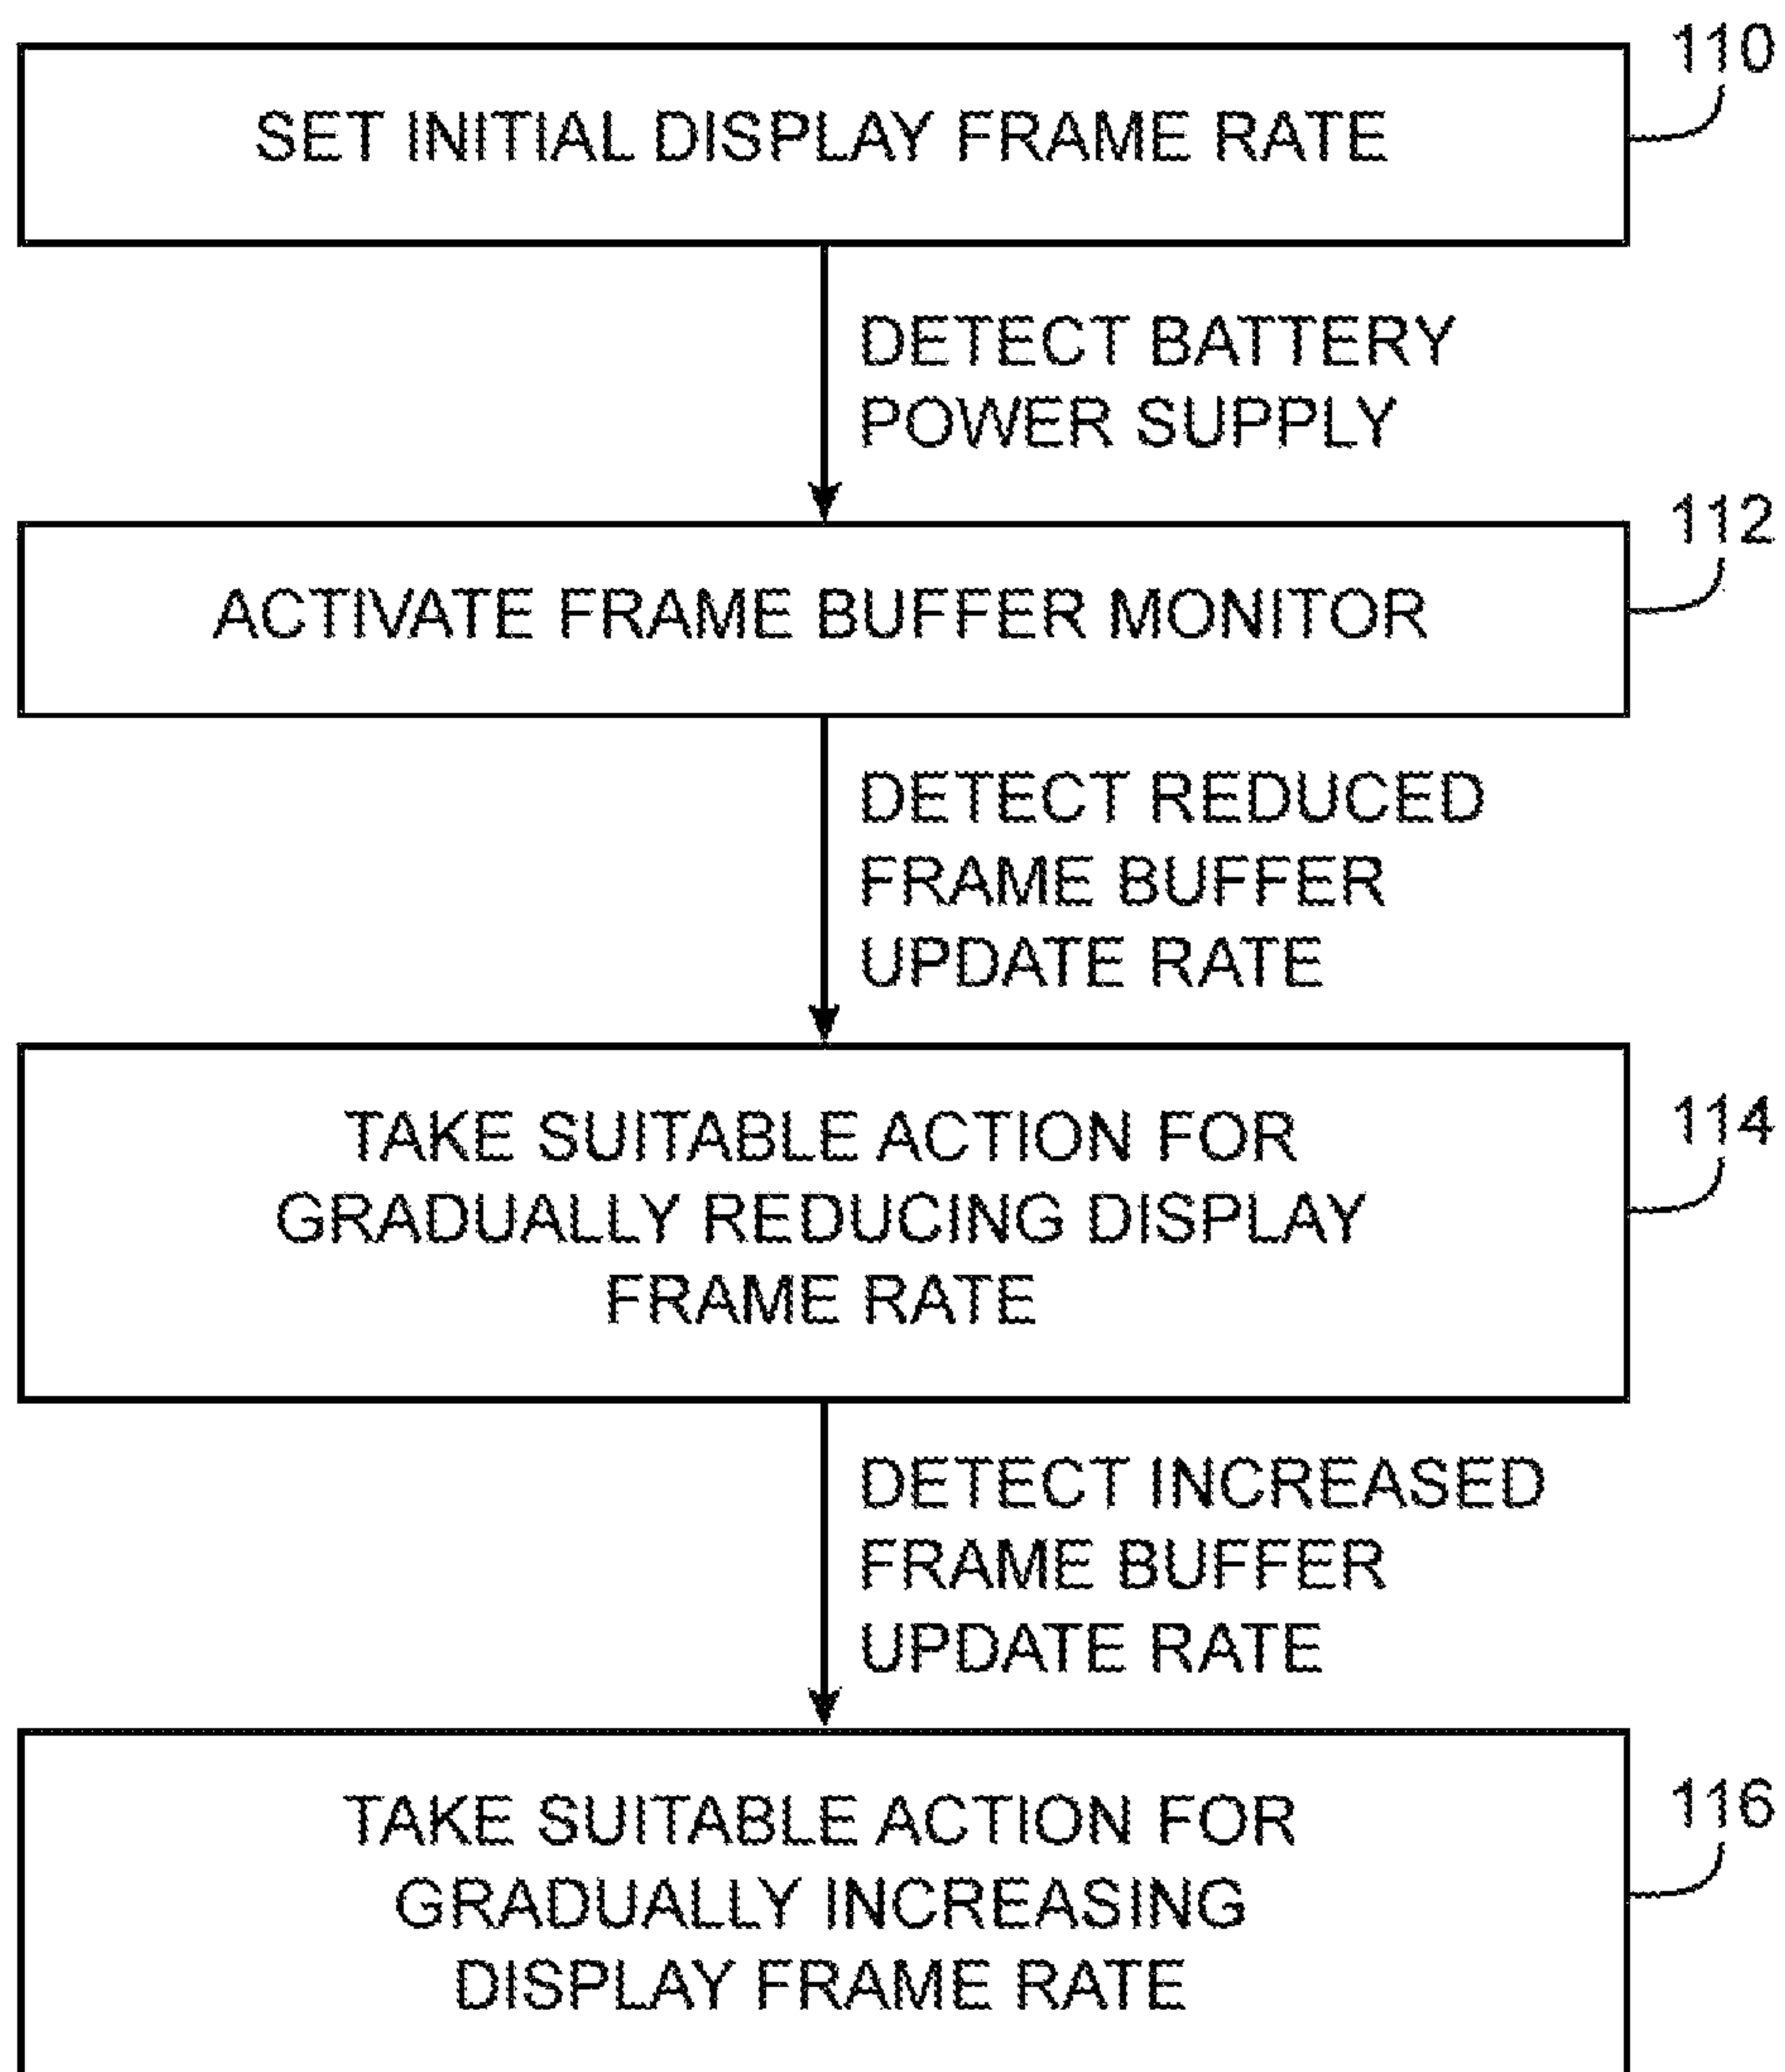 110
SET INITIAL DISPLAY FRAME RATE
DETECT BATTERY
POWER SUPPLY
112
ACTIVATE FRAME BUFFER MONITOR
DETECT REDUCED
FRAME BUFFER
UPDATE RATE
114
TAKE SUITABLE ACTION FOR
GRADUALLY REDUCING DISPLAY
FRAME RATE
DETECT INCREASED
FRAME BUFFER
UPDATE RATE
116
TAKE SUITABLE ACTION FOR
GRADUALLY INCREASING
DISPLAY FRAME RATE